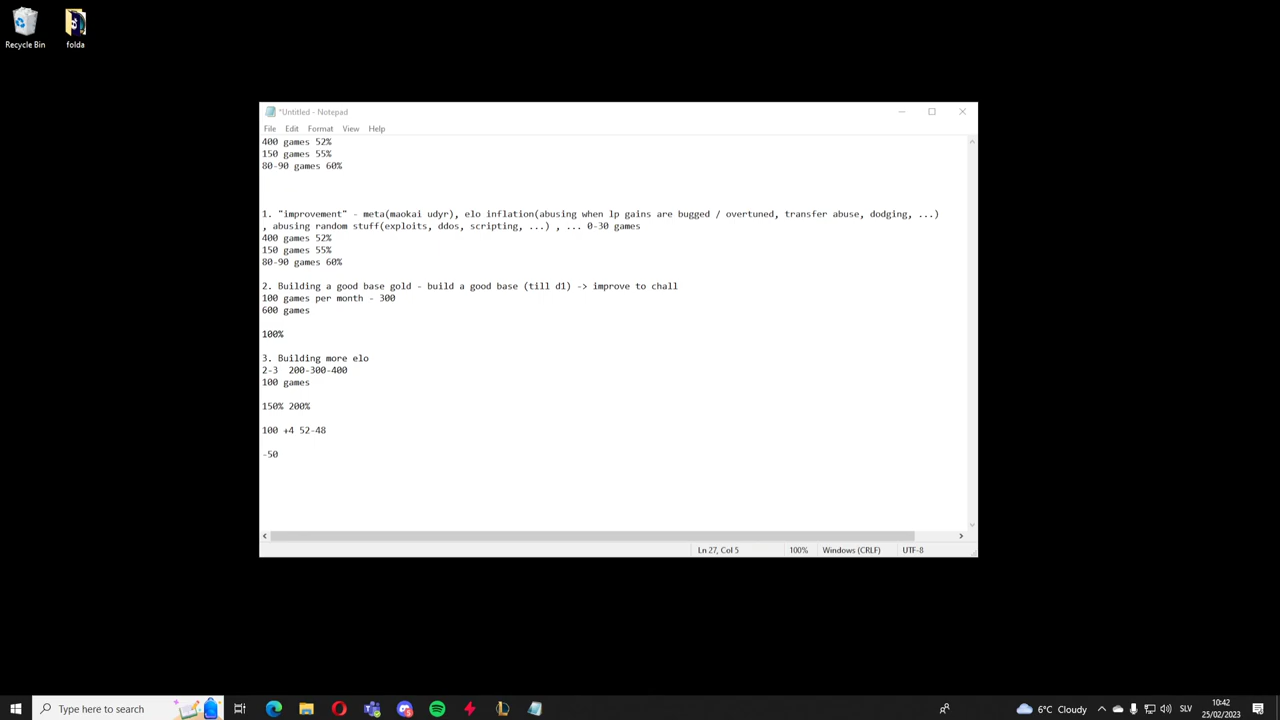 Recycle Bin
folda
*Untitled - Notepad
File Edit Format View Help
400 games 52%
150 games 55%
80-90 games 60%
1. "improvement" - meta(maokai udyr), elo inflation(abusing when lp gains are bugged / overtuned, transfer abuse, dodging, ...)
, abusing random stuff(exploits, ddos, scripting, ...) , ... 0-30 games
400 games 52%
150 games 55%
80-90 games 60%
2. Building a good base gold - build a good base (till d1) -> improve to chall
100 games per month - 300
600 games
100%
3. Building more elo
2-3  200-300-400
100 games
150% 200%
100 +4 52-48
-50
Ln 27, Col 5 100% Windows (CRLF) UTF-8
Type here to search
6°C Cloudy
SLV
10:42
25/02/2023